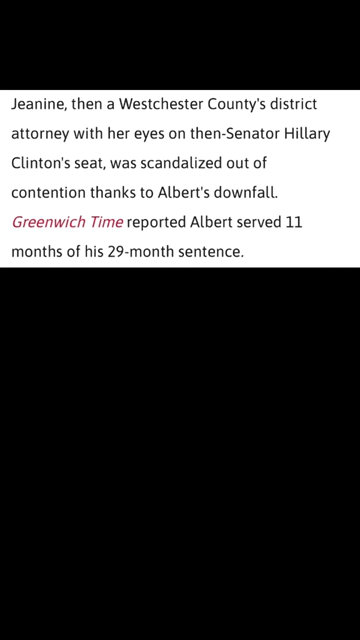 Jeanine, then a Westchester County's district
attorney with her eyes on then-Senator Hillary
Clinton's seat, was scandalized out of
contention thanks to Albert's downfall.
Greenwich Time reported Albert served 11
months of his 29-month sentence.